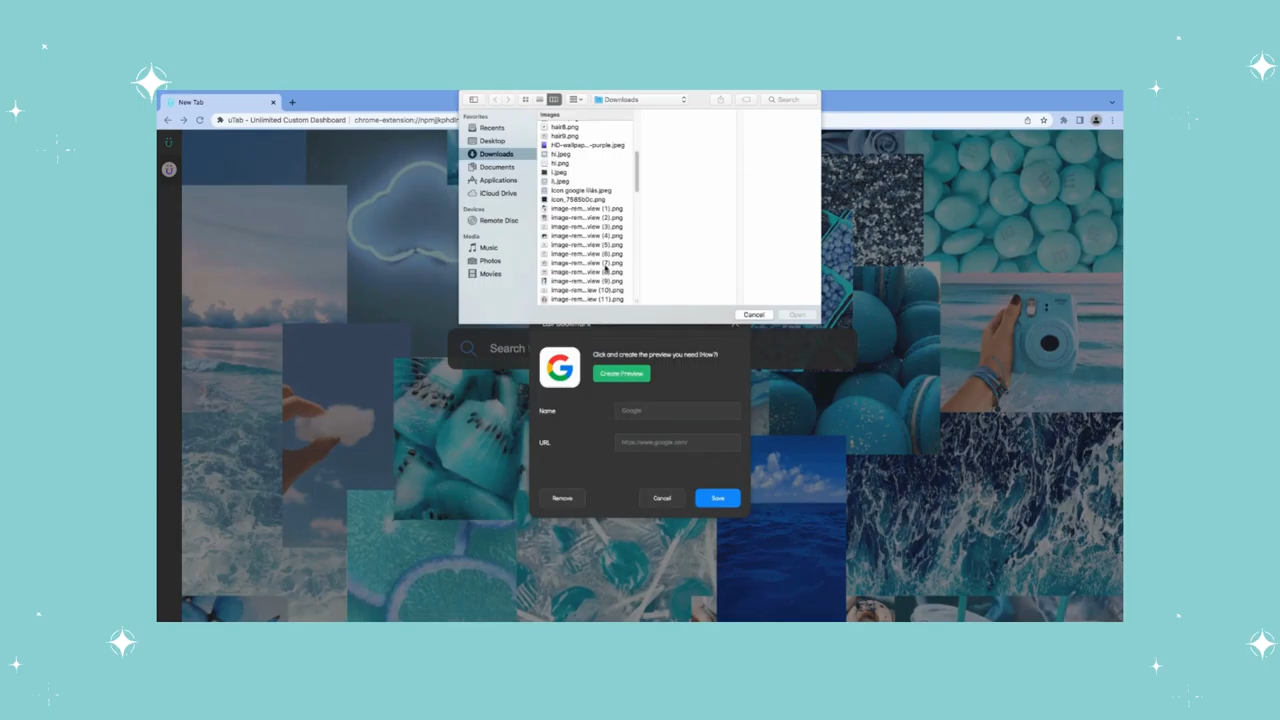 New Tab
uTab - Unlimited Custom Dashboard
chrome-extension://npmjjkphdlr
Downloads
Search
Favorites
Recents
Desktop
Downloads
Documents
Applications
iCloud Drive
Devices
Remote Disc
Media
Music
Photos
Movies
Images
hair8.png
hair9.png
HD-wallpap...-purple.jpeg
hi.jpeg
hi.png
i.jpeg
Icon google lilás.jpeg
icon_7585b0c.png
image-rem...view (1).png
image-rem...view (2).png
image-rem...view (3).png
image-rem...view (4).png
image-rem...view (5).png
image-rem...view (6).png
image-rem...view (7).png
image-rem...view
image-rem...view (9).png
image-rem...iew (10).png
image-rem...iew (11).png
Cancel
Open
Search
Click and create the preview you need (How?)
Create Preview
Name
Google
URL
https://www.google.com/
Remove
Cancel
Save